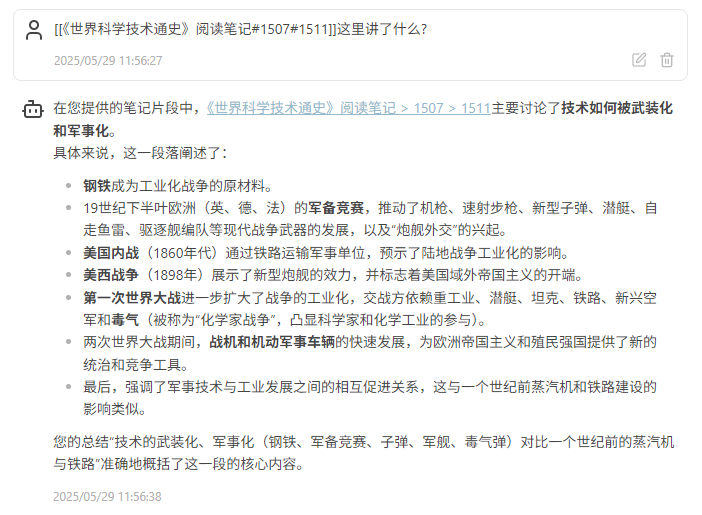 [[《世界科学技术通史》阅读笔记#1507#1511]]这里讲了什么?
2025/05/29 11:56:27
在您提供的笔记片段中，《世界科学技术通史》阅读笔记 > 1507 > 1511主要讨论了技术如何被武装化
和军事化。
具体来说，这一段落阐述了：
• 钢铁成为工业化战争的原材料。
• 19世纪下半叶欧洲（英、德、法）的军备竞赛，推动了机枪、速射步枪、新型子弹、潜艇、自
走鱼雷、驱逐舰编队等现代战争武器的发展，以及“炮舰外交”的兴起。
• 美国内战（1860年代）通过铁路运输军事单位，预示了陆地战争工业化的影响。
• 美西战争（1898年）展示了新型炮舰的效力，并标志着美国域外帝国主义的开端。
• 第一次世界大战进一步扩大了战争的工业化，交战方依赖重工业、潜艇、坦克、铁路、新兴空
军和毒气（被称为“化学家战争”，凸显科学家和化学工业的参与）。
• 两次世界大战期间，战机和机动军事车辆的快速发展，为欧洲帝国主义和殖民强国提供了新的
统治和竞争工具。
• 最后，强调了军事技术与工业发展之间的相互促进关系，这与一个世纪前蒸汽机和铁路建设的
影响类似。
您的总结“技术的武装化、军事化（钢铁、军备竞赛、子弹、军舰、毒气弹）对比一个世纪前的蒸汽机
与铁路”准确地概括了这一段的核心内容。
2025/05/29 11:56:38